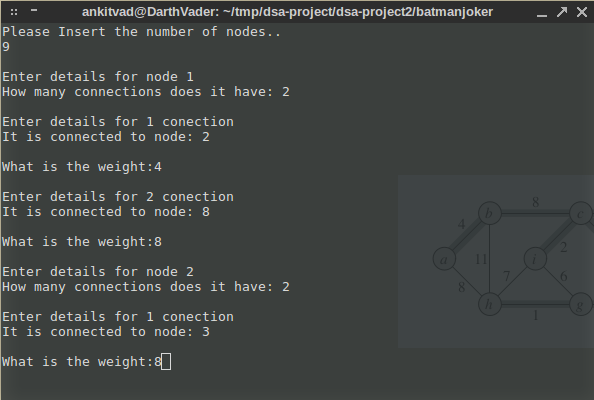 ankitvad@DarthVader: ~/tmp/dsa-project/dsa-project2/batmanjoker
Please Insert the number of nodes..
9
Enter details for node 1
How many connections does it have: 2
Enter details for 1 conection
It is connected to node: 2
What is the weight:4
Enter details for 2 conection
It is connected to node: 8
What is the weight:8
Enter details for node 2
How many connections does it have: 2
Enter details for 1 conection
It is connected to node: 3
What is the weight:8
8
4 b c
a 11 i 2
8 7 6
h g
1